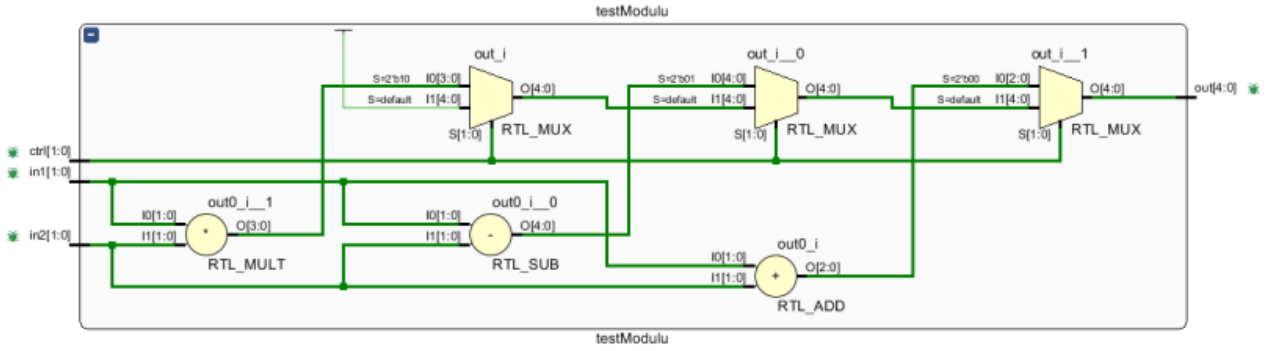 testModulu
out_i
out_i__0
out_i__1
S=2'b10 I0[3:0]
S=default I1[4:0]
O[4:0]
S[1:0]
RTL_MUX
S=2'b01 I0[4:0]
S=default I1[4:0]
O[4:0]
S[1:0]
RTL_MUX
S=2'b00 I0[2:0]
S=default I1[4:0]
O[4:0]
S[1:0]
RTL_MUX
out[4:0]
ctrl[1:0]
in1[1:0]
in2[1:0]
out0_i__1
I0[1:0]
I1[1:0]
*
O[3:0]
RTL_MULT
out0_i__0
I0[1:0]
I1[1:0]
-
O[4:0]
RTL_SUB
out0_i
I0[1:0]
I1[1:0]
+
O[2:0]
RTL_ADD
testModulu